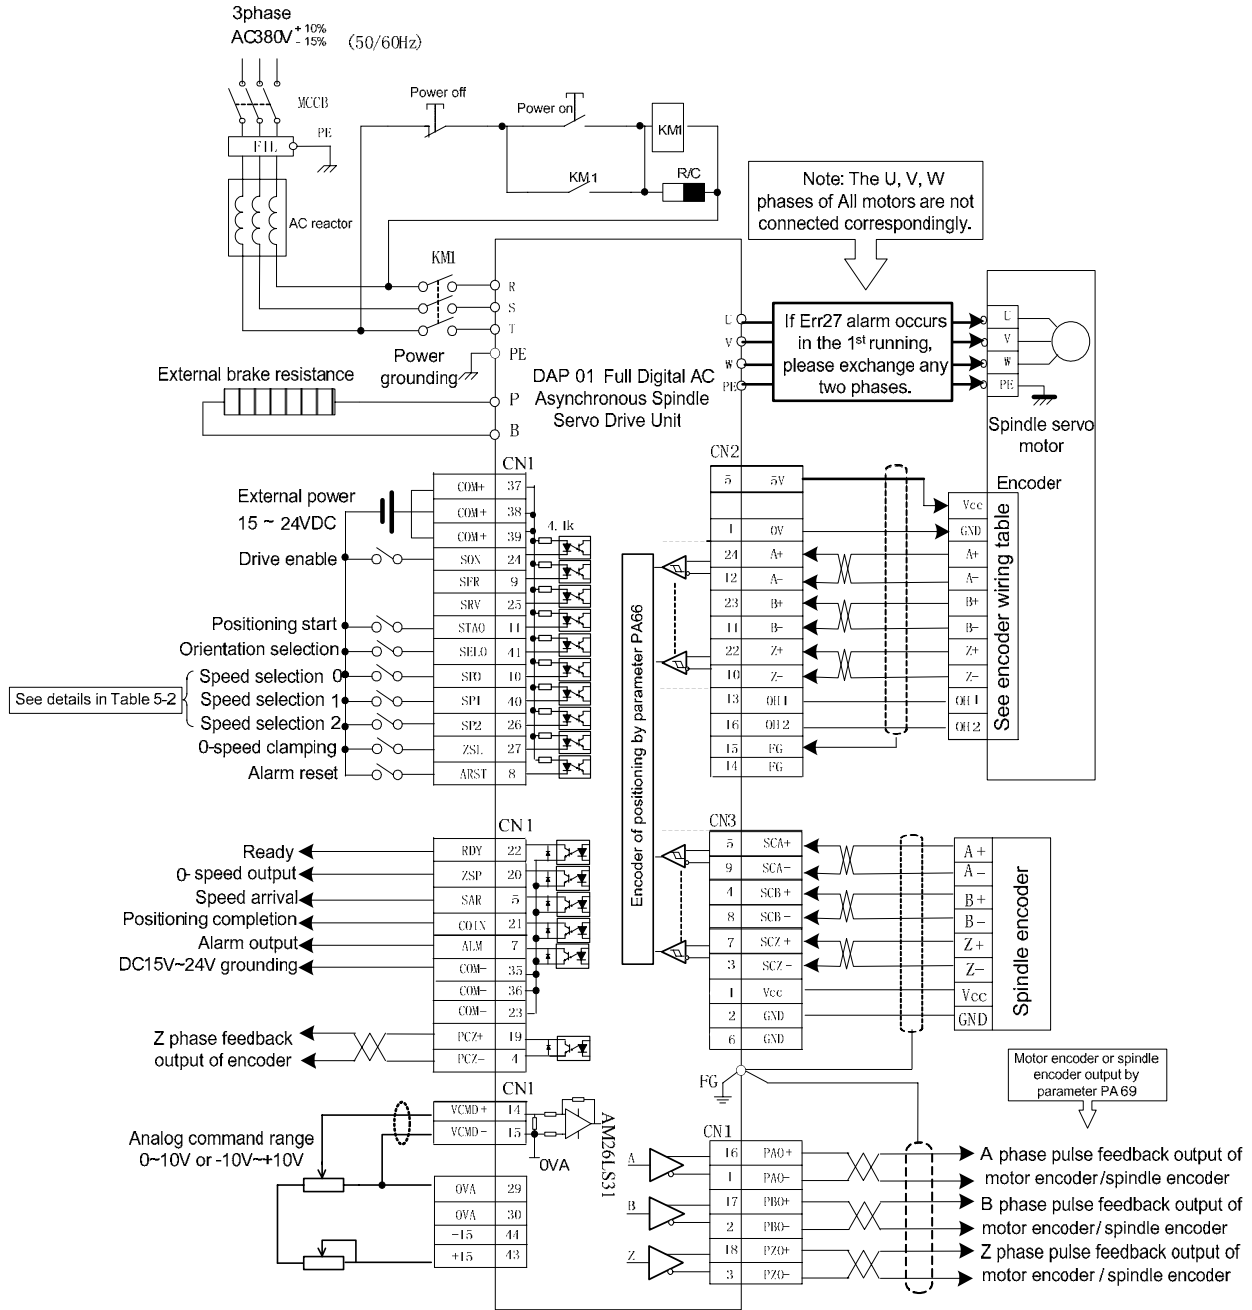 3phase
AC380V +10% -15% (50/60Hz)
MCCB
PE
FIL
AC reactor
Power off
Power on
KM1
KM1
R/C
KM1
R
S
T
Power
grounding
PE
External brake resistance
P
B
DAP 01 Full Digital AC
Asynchronous Spindle
Servo Drive Unit
Note: The U, V, W
phases of All motors are not
connected correspondingly.
U
V
W
PE
If Err27 alarm occurs
in the 1st running,
please exchange any
two phases.
U
V
W
PE
Spindle servo
motor
CN1
External power
15 ~ 24VDC
COM+ 37
COM+ 38
COM+ 39
4.1k
Drive enable SON 24
SFR 9
SRV 25
Positioning start STAO 11
Orientation selection SELO 41
Speed selection 0 SPO 10
See details in Table 5-2
Speed selection 1 SP1 40
Speed selection 2 SP2 26
0-speed clamping ZSL 27
Alarm reset ARST 8
Encoder of positioning by parameter PA66
CN2
5 5V
1 0V
24 A+
12 A-
23 B+
11 B-
22 Z+
10 Z-
13 OH1
16 OH2
15 FG
14 FG
Encoder
Vcc
GND
A+
A-
B+
B-
Z+
Z-
OH1
OH2
See encoder wiring table
CN1
Ready RDY 22
0- speed output ZSP 20
Speed arrival SAR 5
Positioning completion COIN 21
Alarm output ALM 7
DC15V~24V grounding COM- 35
COM- 36
COM- 23
Z phase feedback
output of encoder
PCZ+ 19
PCZ- 4
CN3
5 SCA+
9 SCA-
4 SCB+
8 SCB-
7 SCZ+
3 SCZ-
1 Vcc
2 GND
6 GND
A+
A-
B+
B-
Z+
Z-
Vcc
GND
Spindle encoder
FG
Motor encoder or spindle
encoder output by
parameter PA 69
CN1
VCMD+ 14
VCMD- 15
0VA
AM26LS31
Analog command range
0~10V or -10V~+10V
OVA 29
OVA 30
-15 44
+15 43
CN1
A
16 PAO+
1 PAO-
B
17 PBO+
2 PBO-
Z
18 PZO+
3 PZO-
A phase pulse feedback output of
motor encoder/spindle encoder
B phase pulse feedback output of
motor encoder/ spindle encoder
Z phase pulse feedback output of
motor encoder / spindle encoder